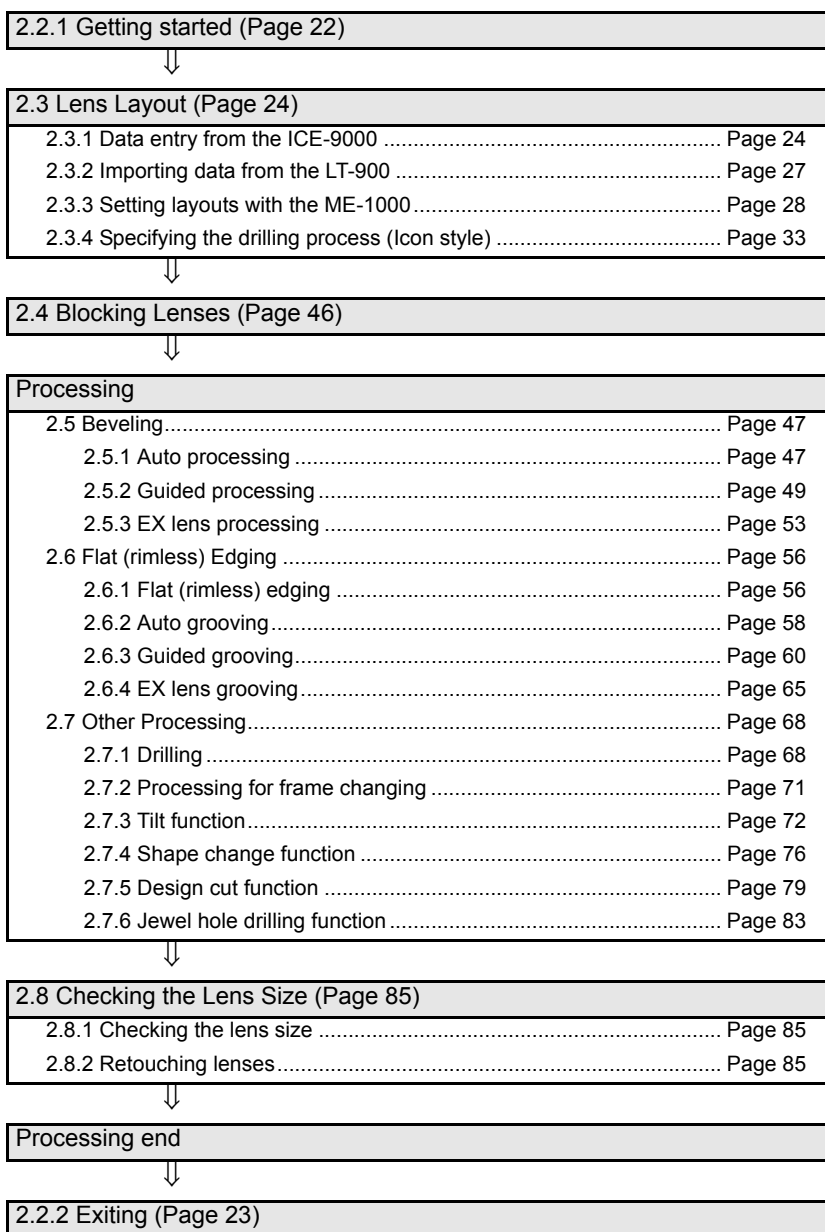 2.2.1 Getting started (Page 22)
⇓
2.3 Lens Layout (Page 24)
2.3.1 Data entry from the ICE-9000 ........................................................................ Page 24
2.3.2 Importing data from the LT-900 ...................................................................... Page 27
2.3.3 Setting layouts with the ME-1000.................................................................. Page 28
2.3.4 Specifying the drilling process (Icon style) ................................................ Page 33
⇓
2.4 Blocking Lenses (Page 46)
⇓
Processing
2.5 Beveling............................................................................................................... Page 47
2.5.1 Auto processing ......................................................................................... Page 47
2.5.2 Guided processing..................................................................................... Page 49
2.5.3 EX lens processing .................................................................................... Page 53
2.6 Flat (rimless) Edging ........................................................................................... Page 56
2.6.1 Flat (rimless) edging .................................................................................. Page 56
2.6.2 Auto grooving............................................................................................. Page 58
2.6.3 Guided grooving......................................................................................... Page 60
2.6.4 EX lens grooving........................................................................................ Page 65
2.7 Other Processing................................................................................................. Page 68
2.7.1 Drilling ........................................................................................................ Page 68
2.7.2 Processing for frame changing .................................................................. Page 71
2.7.3 Tilt function................................................................................................. Page 72
2.7.4 Shape change function .............................................................................. Page 76
2.7.5 Design cut function .................................................................................... Page 79
2.7.6 Jewel hole drilling function ......................................................................... Page 83
⇓
2.8 Checking the Lens Size (Page 85)
2.8.1 Checking the lens size ................................................................................ Page 85
2.8.2 Retouching lenses....................................................................................... Page 85
⇓
Processing end
⇓
2.2.2 Exiting (Page 23)